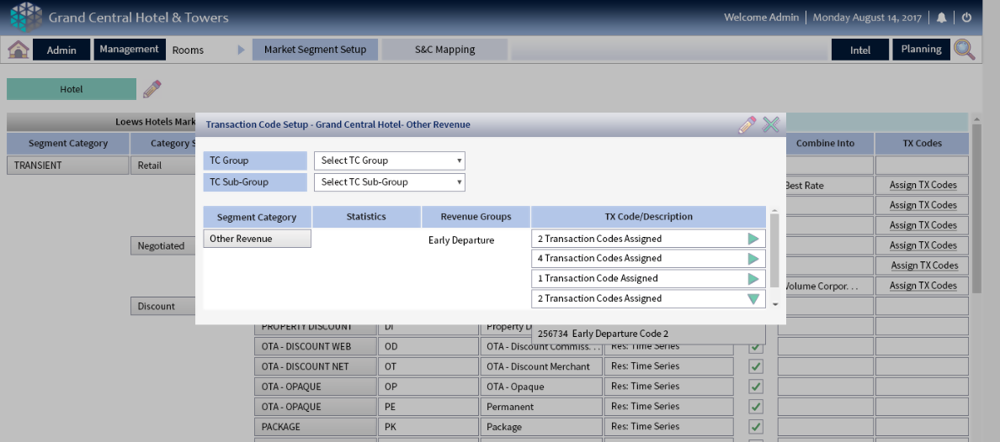 Grand Central Hotel & Towers
Welcome Admin
Monday August 14, 2017
Admin
Management
Rooms
Market Segment Setup
S&C Mapping
Intel
Planning
Hotel
Loews Hotels Mark
Segment Category
Category S
Combine Into
TX Codes
TRANSIENT
Retail
Best Rate
Assign TX Codes
Assign TX Codes
Assign TX Codes
Negotiated
Assign TX Codes
Assign TX Codes
Volume Corpor. . .
Assign TX Codes
Discount
Transaction Code Setup - Grand Central Hotel- Other Revenue
TC Group
Select TC Group
TC Sub-Group
Select TC Sub-Group
Segment Category
Statistics
Revenue Groups
TX Code/Description
Other Revenue
Early Departure
2 Transaction Codes Assigned
4 Transaction Codes Assigned
1 Transaction Code Assigned
2 Transaction Codes Assigned
256734 Early Departure Code 2
PROPERTY DISCOUNT
DI
Property D
OTA - DISCOUNT WEB
OD
OTA - Discount Commiss. . .
Res: Time Series
OTA - DISCOUNT NET
OT
OTA - Discount Merchant
Res: Time Series
OTA - OPAQUE
OP
OTA - Opaque
Res: Time Series
OTA - OPAQUE
PE
Permanent
Res: Time Series
PACKAGE
PK
Package
Res: Time Series